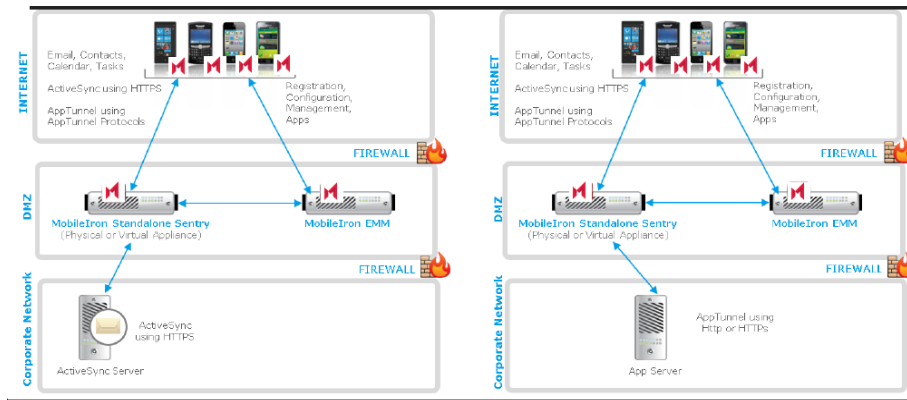 INTERNET
Email, Contacts,
Calendar, Tasks
ActiveSync using HTTPS
AppTunnel using
AppTunnel Protocols
Registration,
Configuration,
Management,
Apps
FIREWALL
DMZ
MobileIron Standalone Sentry
(Physical or Virtual Appliance)
MobileIron EMM
FIREWALL
Corporate Network
ActiveSync
using HTTPS
ActiveSync Server
INTERNET
Email, Contacts,
Calendar, Tasks
ActiveSync using HTTPS
AppTunnel using
AppTunnel Protocols
Registration,
Configuration,
Management,
Apps
FIREWALL
DMZ
MobileIron Standalone Sentry
(Physical or Virtual Appliance)
MobileIron EMM
FIREWALL
Corporate Network
AppTunnel using
Http or HTTPs
App Server